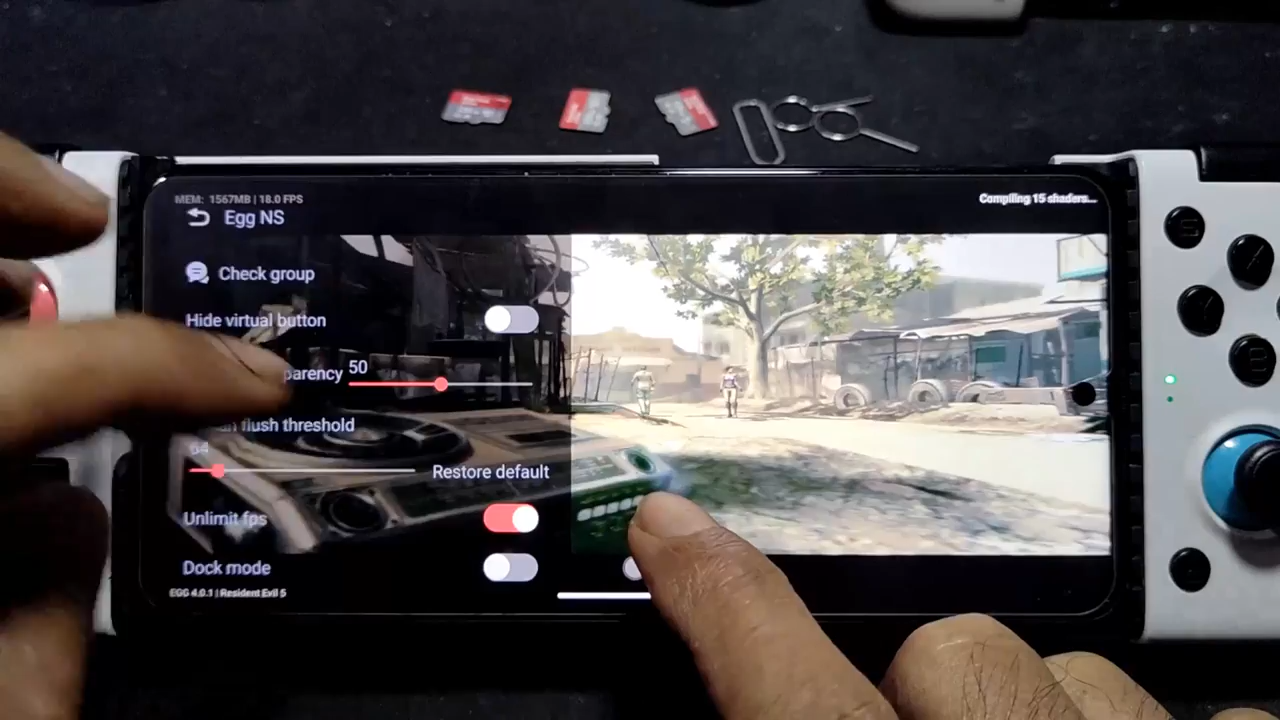 MEM: 1567MB | 18.0 FPS
Compiling 15 shaders...
Egg NS
Check group
Hide virtual button
parency 50
flush threshold
64
Restore default
Unlimit fps
Dock mode
EGG 4.0.1 | Resident Evil 5